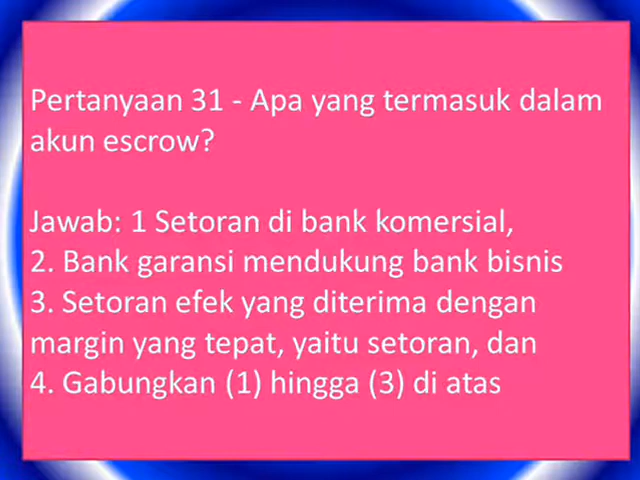 Pertanyaan 31 - Apa yang termasuk dalam
akun escrow?
Jawab: 1 Setoran di bank komersial,
2. Bank garansi mendukung bank bisnis
3. Setoran efek yang diterima dengan
margin yang tepat, yaitu setoran, dan
4. Gabungkan (1) hingga (3) di atas